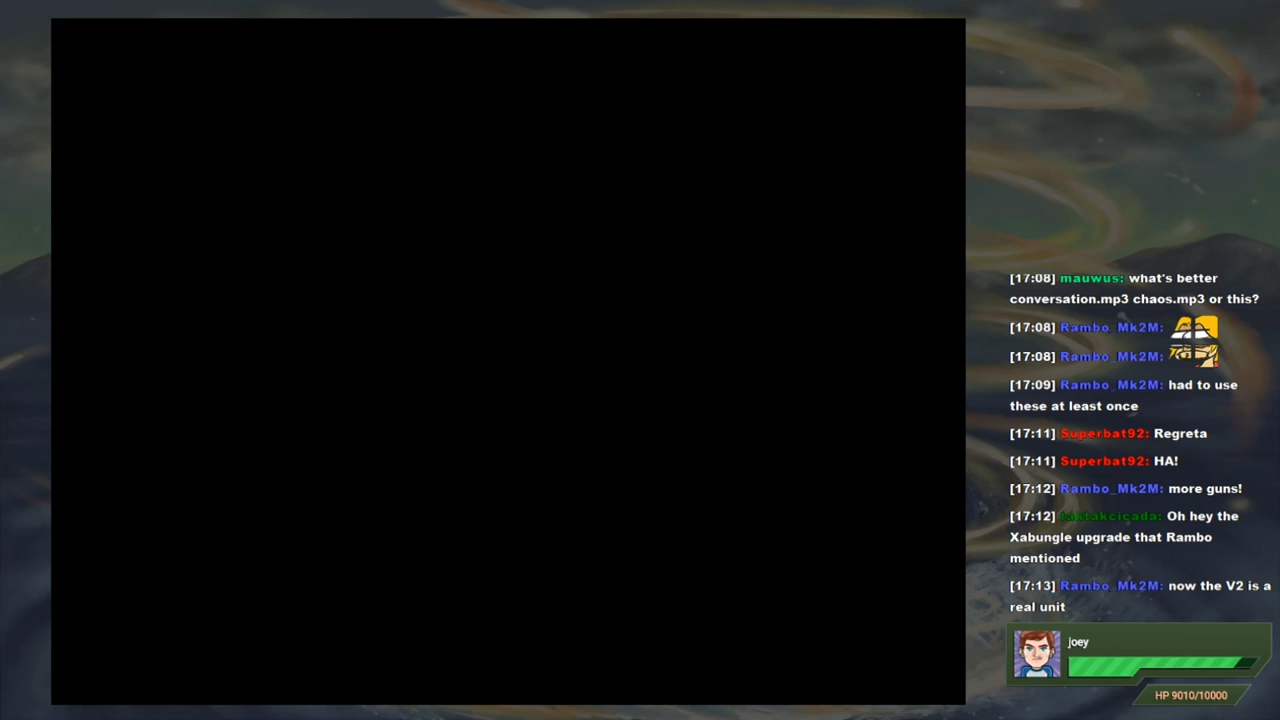 [17:08] mauwus: what's better
conversation.mp3 chaos.mp3 or this?
[17:08] Rambo_Mk2M:
[17:08] Rambo_Mk2M:
[17:09] Rambo_Mk2M: had to use
these at least once
[17:11] Superbat92: Regreta
[17:11] Superbat92: HA!
[17:12] Rambo_Mk2M: more guns!
[17:12] taktakcicada: Oh hey the
Xabungle upgrade that Rambo
mentioned
[17:13] Rambo_Mk2M: now the V2 is a
real unit
joey
HP 9010/10000